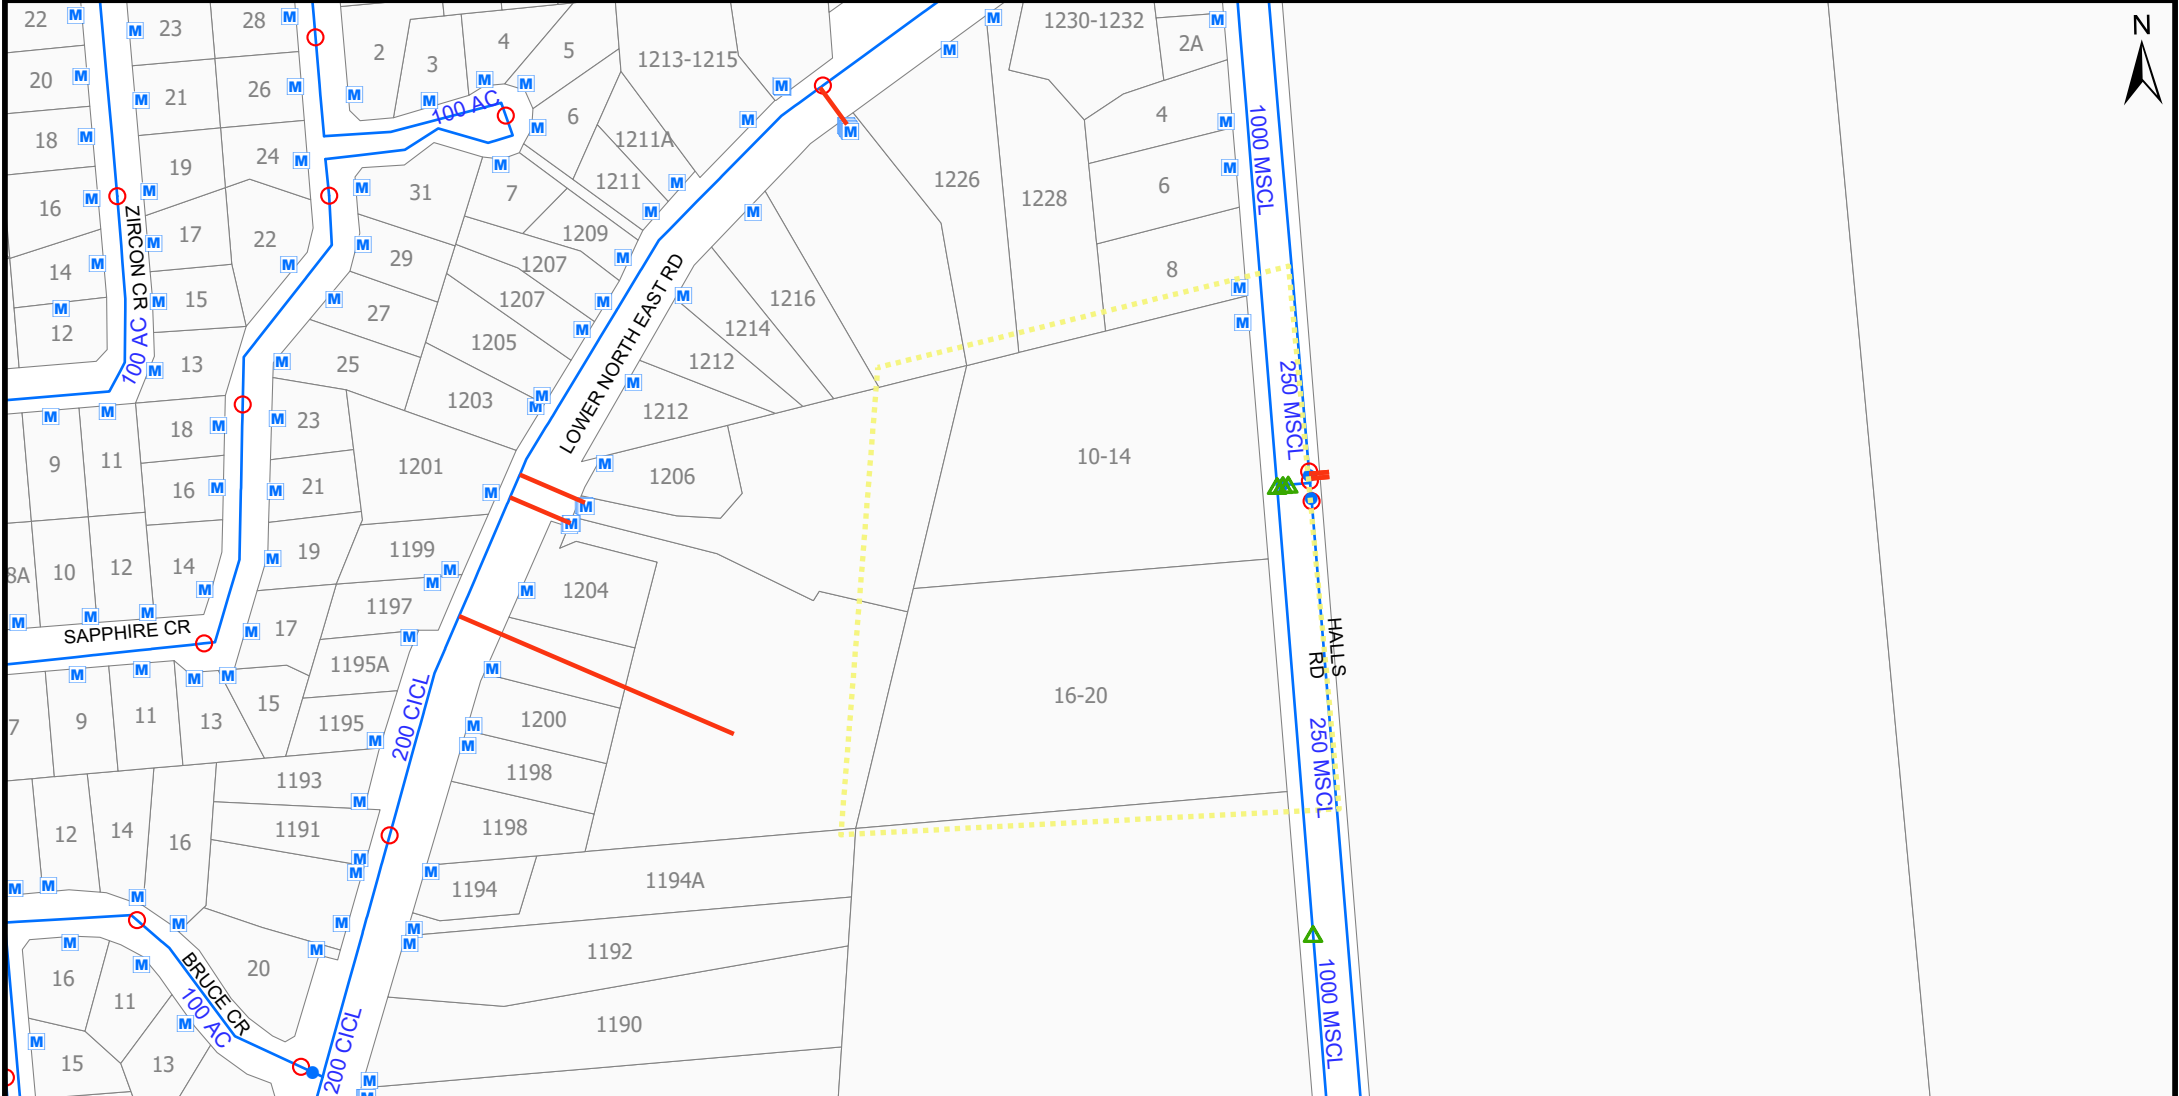 22
M
23
28
M
2
3
4
5
1213-1215
M
1230-1232
2A
M
N
20
M
21
26
M
M
M
M
M
100 AC
6
M
M
M
M
1000 MSCL
4
M
18
M
19
24
M
M
M
1211A
1211
M
M
1226
1228
6
M
16
M
M
31
7
M
M
1209
M
ZIRCON CR
17
M
22
M
29
1207
M
8
M
14
M
15
M
M
27
1207
M
M
1216
1214
M
12
M
100 AC
13
M
25
M
1205
M
LOWER NORTH EAST RD
1212
M
250 MSCL
M
M
18
M
23
M
1203
M
M
1212
9
11
16
M
21
M
1201
M
M
1206
10-14
M
M
8A
10
12
14
M
19
M
1199
M
M
M
1204
M
M
M
SAPPHIRE CR
17
M
1197
M
HALLS
RD
M
M
M
M
1195A
M
16-20
7
9
11
13
15
1195
M
200 CICL
1200
M
M
250 MSCL
1193
M
1198
12
14
16
1191
M
M
1198
M
M
M
M
M
1194
1194A
M
20
M
M
M
M
1192
16
M
11
BRUCE CR
100 AC
M
1000 MSCL
M
15
13
200 CICL
1190
M
M